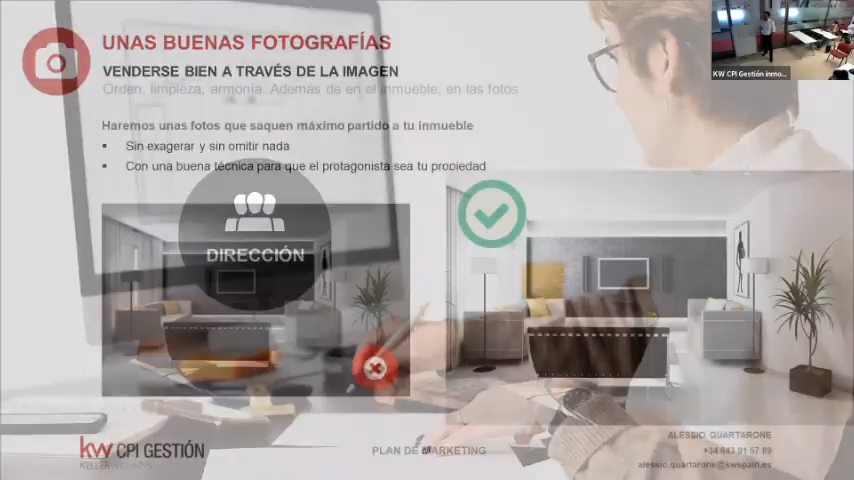 UNAS BUENAS FOTOGRAFÍAS
VENDERSE BIEN A TRAVÉS DE LA IMAGEN
Orden, limpieza, armonía. Además de en el inmueble, en las fotos
Haremos unas fotos que saquen máximo partido a tu inmueble
▪ Sin exagerar y sin omitir nada
▪ Con una buena técnica para que el protagonista sea tu propiedad
DIRECCIÓN
kw CPI GESTIÓN
KELLERWILLIAMS
PLAN DE MARKETING
ALESSIO QUARTARONE
+34 643 91 57 89
alessio.quartarone@kwspain.es
KW CPI Gestión inmo...